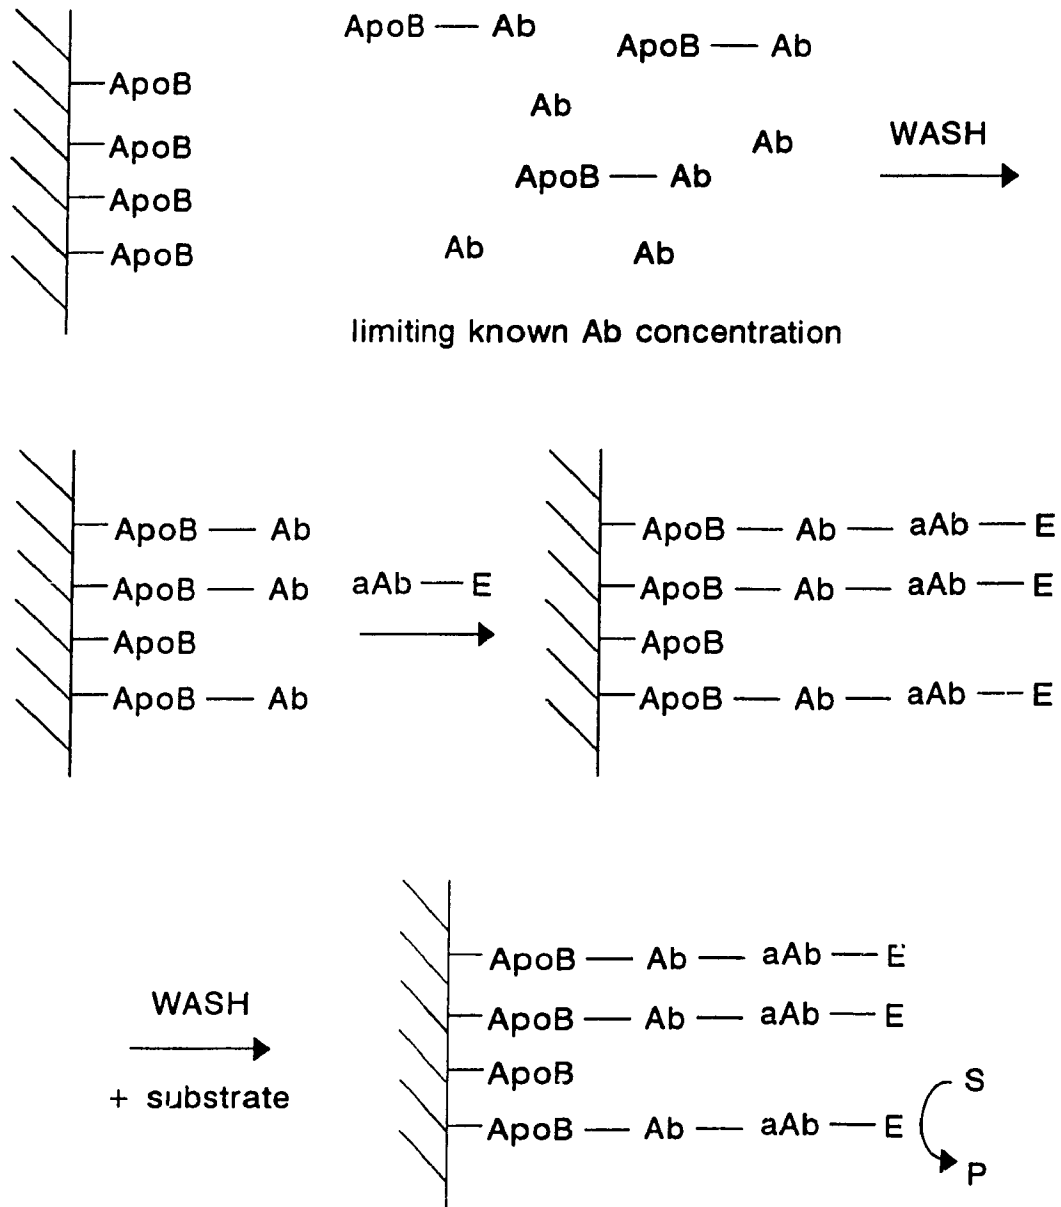 ApoB — Ab
ApoB — Ab
ApoB
Ab
ApoB
Ab
WASH
ApoB — Ab
ApoB
Ab
Ab
ApoB
limiting known Ab concentration
ApoB — Ab
ApoB — Ab
aAb — E
ApoB
ApoB — Ab
ApoB — Ab — aAb — E
ApoB — Ab — aAb — E
ApoB
ApoB — Ab — aAb — E
WASH
+ substrate
ApoB — Ab — aAb — E
ApoB — Ab — aAb — E
ApoB
ApoB — Ab — aAb — E
S
P